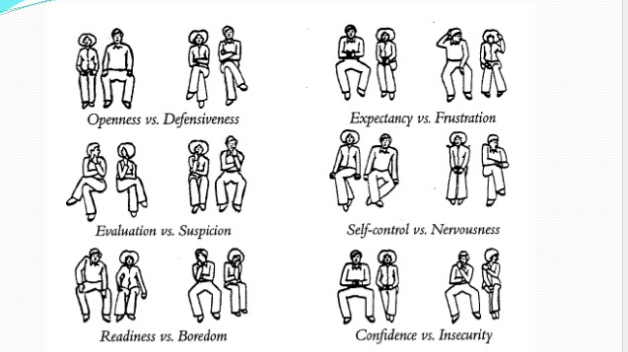 Openness vs. Defensiveness
Expectancy vs. Frustration
Evaluation vs. Suspicion
Self-control vs. Nervousness
Readiness vs. Boredom
Confidence vs. Insecurity